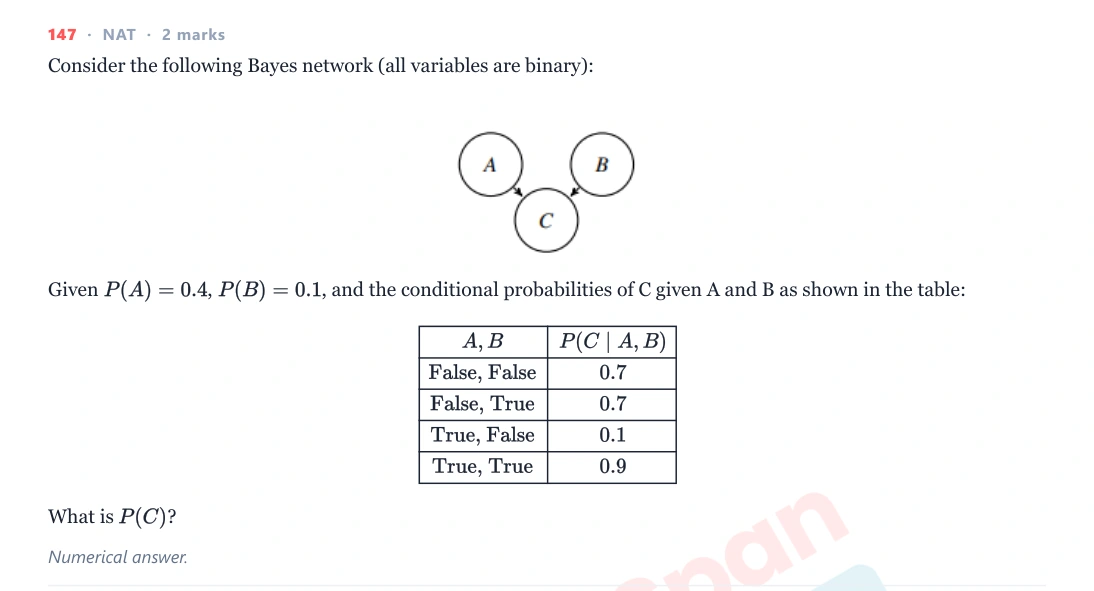 147 · NAT · 2 marks
Consider the following Bayes network (all variables are binary):
A B
C
Given P(A) = 0.4, P(B) = 0.1, and the conditional probabilities of C given A and B as shown in the table:
A, B P(C | A, B)
False, False 0.7
False, True 0.7
True, False 0.1
True, True 0.9
What is P(C)?
Numerical answer.
pan